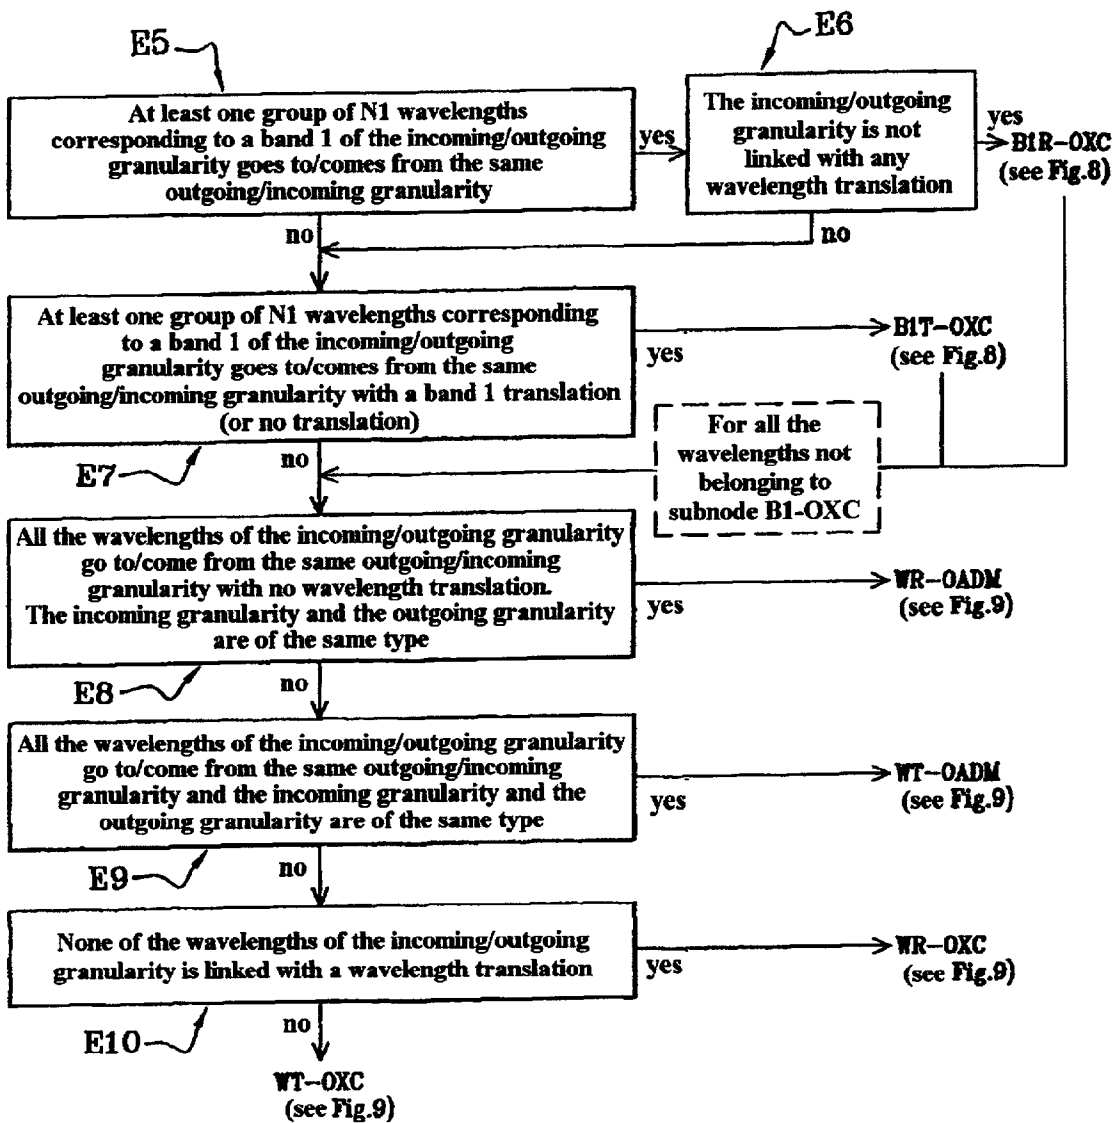 E5
E6
At least one group of N1 wavelengths
corresponding to a band 1 of the incoming/outgoing
granularity goes to/comes from the same
outgoing/incoming granularity
yes
The incoming/outgoing
granularity is not
linked with any
wavelength translation
yes
B1R-OXC
(see Fig.8)
no
no
At least one group of N1 wavelengths corresponding
to a band 1 of the incoming/outgoing
granularity goes to/comes from the same
outgoing/incoming granularity with a band 1 translation
(or no translation)
yes
B1T-OXC
(see Fig.8)
E7
no
For all the
wavelengths not
belonging to
subnode B1-OXC
All the wavelengths of the incoming/outgoing granularity
go to/come from the same outgoing/incoming
granularity with no wavelength translation.
The incoming granularity and the outgoing granularity
are of the same type
yes
WR-OADM
(see Fig.9)
E8
no
All the wavelengths of the incoming/outgoing granularity
go to/come from the same outgoing/incoming
granularity and the incoming granularity and the
outgoing granularity are of the same type
yes
WT-OADM
(see Fig.9)
E9
no
None of the wavelengths of the incoming/outgoing
granularity is linked with a wavelength translation
yes
WR-OXC
(see Fig.9)
E10
no
WT-OXC
(see Fig.9)